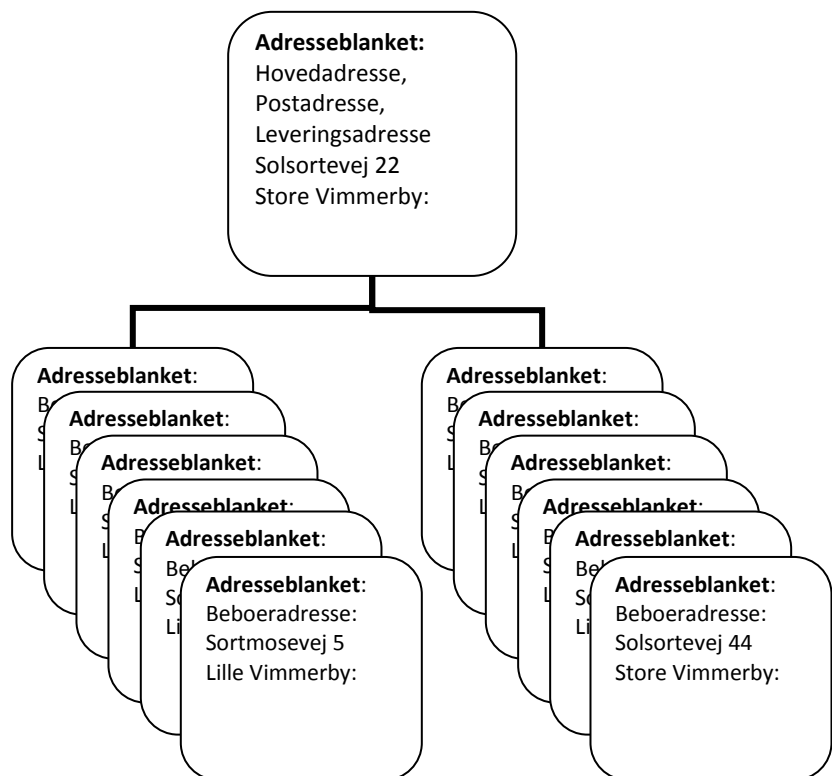 Adresseblanket:
Hovedadresse,
Postadresse,
Leveringsadresse
Solsortevej 22
Store Vimmerby:
Adresseblanket:
Adresseblanket:
Adresseblanket:
Adresseblanket:
Adresseblanket:
Adresseblanket:
Beboeradresse:
Sortmosevej 5
Lille Vimmerby:
Adresseblanket:
Adresseblanket:
Adresseblanket:
Adresseblanket:
Adresseblanket:
Adresseblanket:
Beboeradresse:
Solsortevej 44
Store Vimmerby: